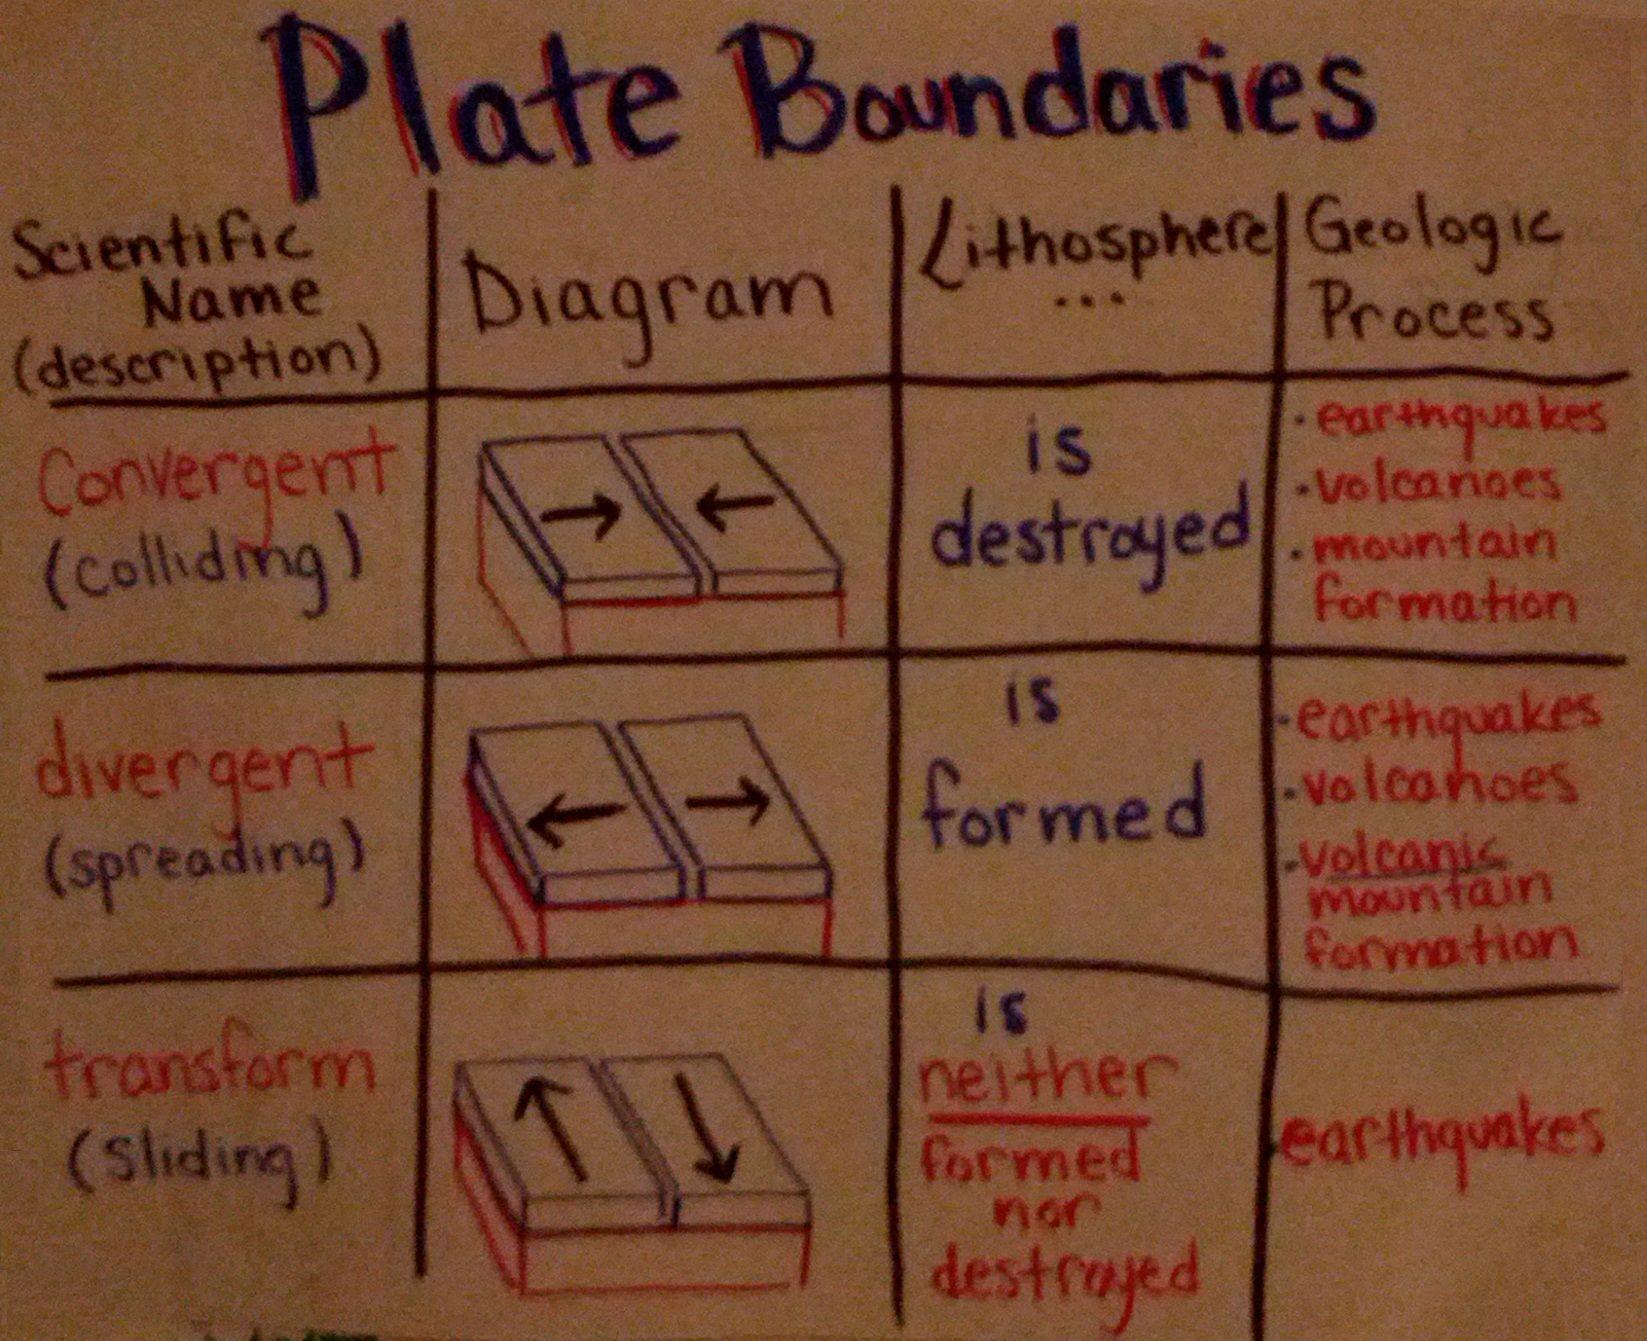 Plate Boundaries
Scientific
Name
(description)
Diagram
Lithosphere
...
Geologic
Process
Convergent
(colliding)
is
destroyed
· earthquakes
· volcanoes
· mountain
formation
divergent
(spreading)
is
formed
· earthquakes
· volcanoes
· volcanic
mountain
formation
transform
(sliding)
is
neither
formed
nor
destroyed
· earthquakes